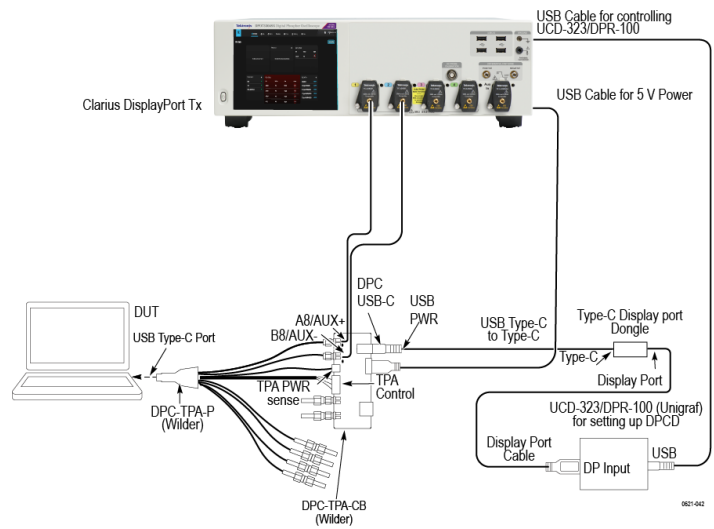 USB Cable for controlling
UCD-323/DPR-100
Tektronix
Clarius DisplayPort Tx
USB Cable for 5 V Power
DPC
USB-C
USB
PWR
DUT
A8/AUX+
B8/AUX-
USB Type-C Port
USB Type-C
to Type-C
Type-C Display port
Dongle
Type-C
Display Port
TPA PWR
sense
TPA
Control
DPC-TPA-P
(Wilder)
UCD-323/DPR-100 (Unigraf)
for setting up DPCD
Display Port
Cable
DP Input
USB
DPC-TPA-CB
(Wilder)
0621-042